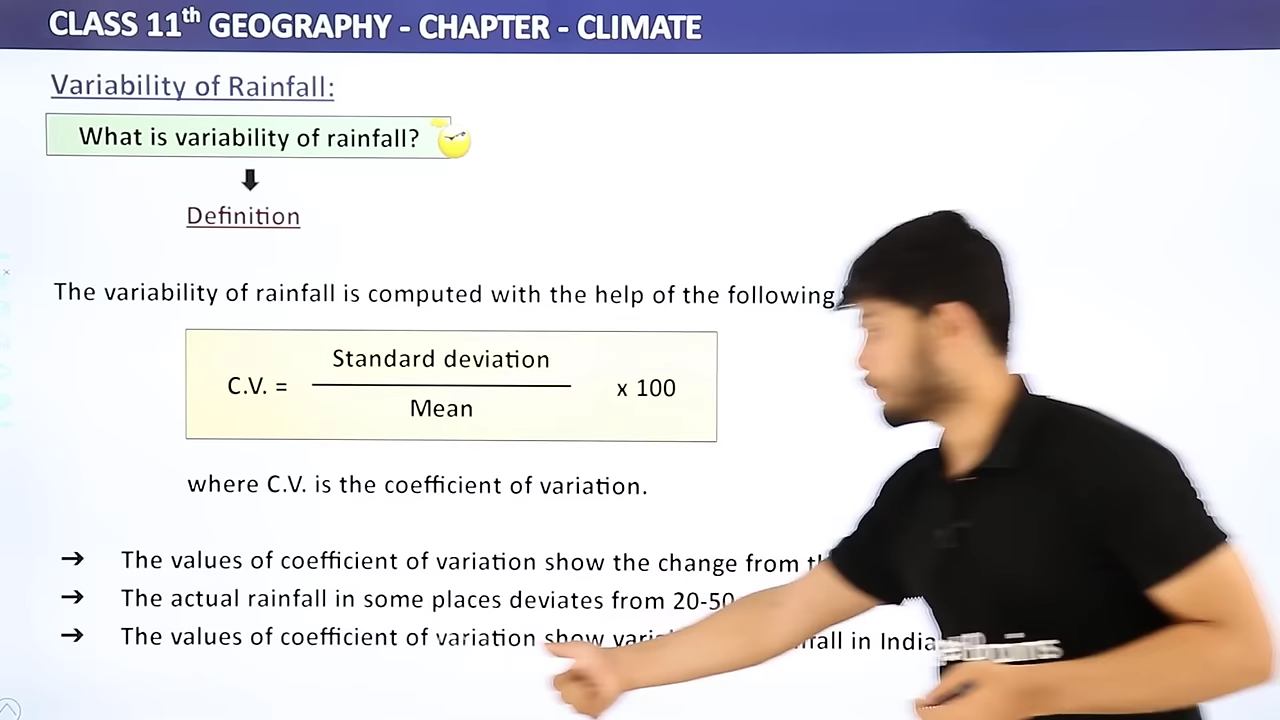 CLASS 11th GEOGRAPHY - CHAPTER - CLIMATE
Variability of Rainfall:
What is variability of rainfall?
Definition
The variability of rainfall is computed with the help of the following
Standard deviation
C.V. =
x 100
Mean
where C.V. is the coefficient of variation.
→ The values of coefficient of variation show the change from
→ The actual rainfall in some places deviates from 20-50
→ The values of coefficient of variation show in India